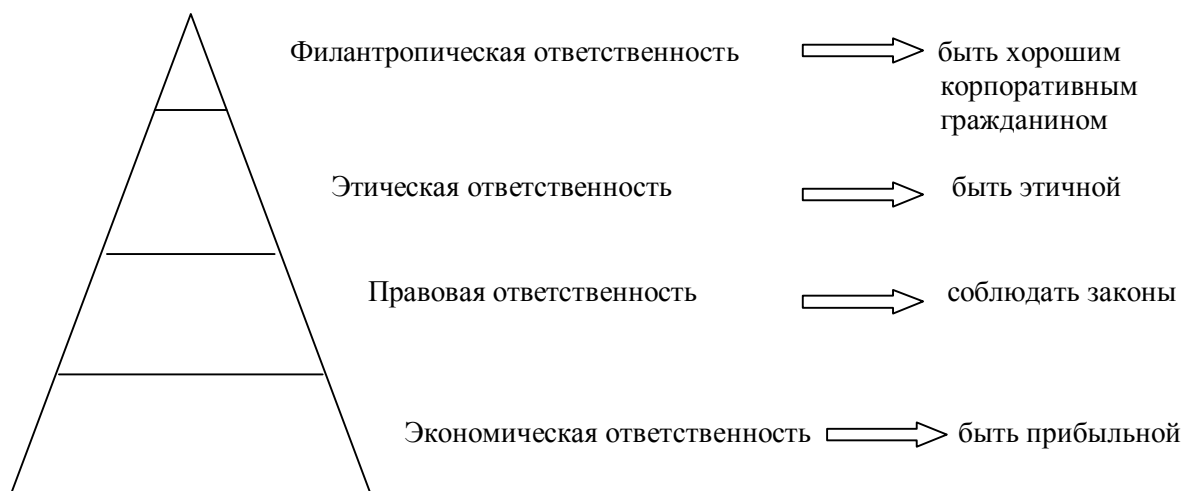 Филантропическая ответственность быть хорошим
корпоративным
гражданином
Этическая ответственность быть этичной
Правовая ответственность соблюдать законы
Экономическая ответственность быть прибыльной